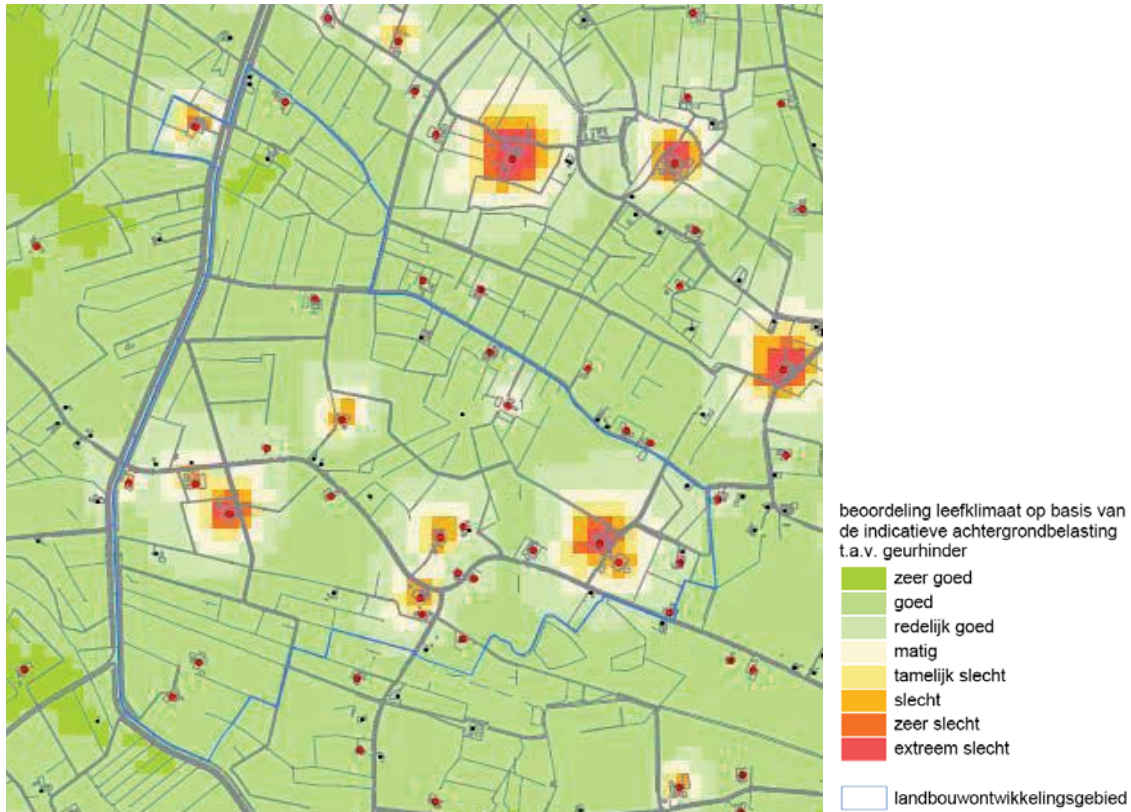 beoordeling leefklimaat op basis van
de indicatieve achtergrondbelasting
t.a.v. geurhinder
zeer goed
goed
redelijk goed
matig
tamelijk slecht
slecht
zeer slecht
extreem slecht
landbouwontwikkelingsgebied